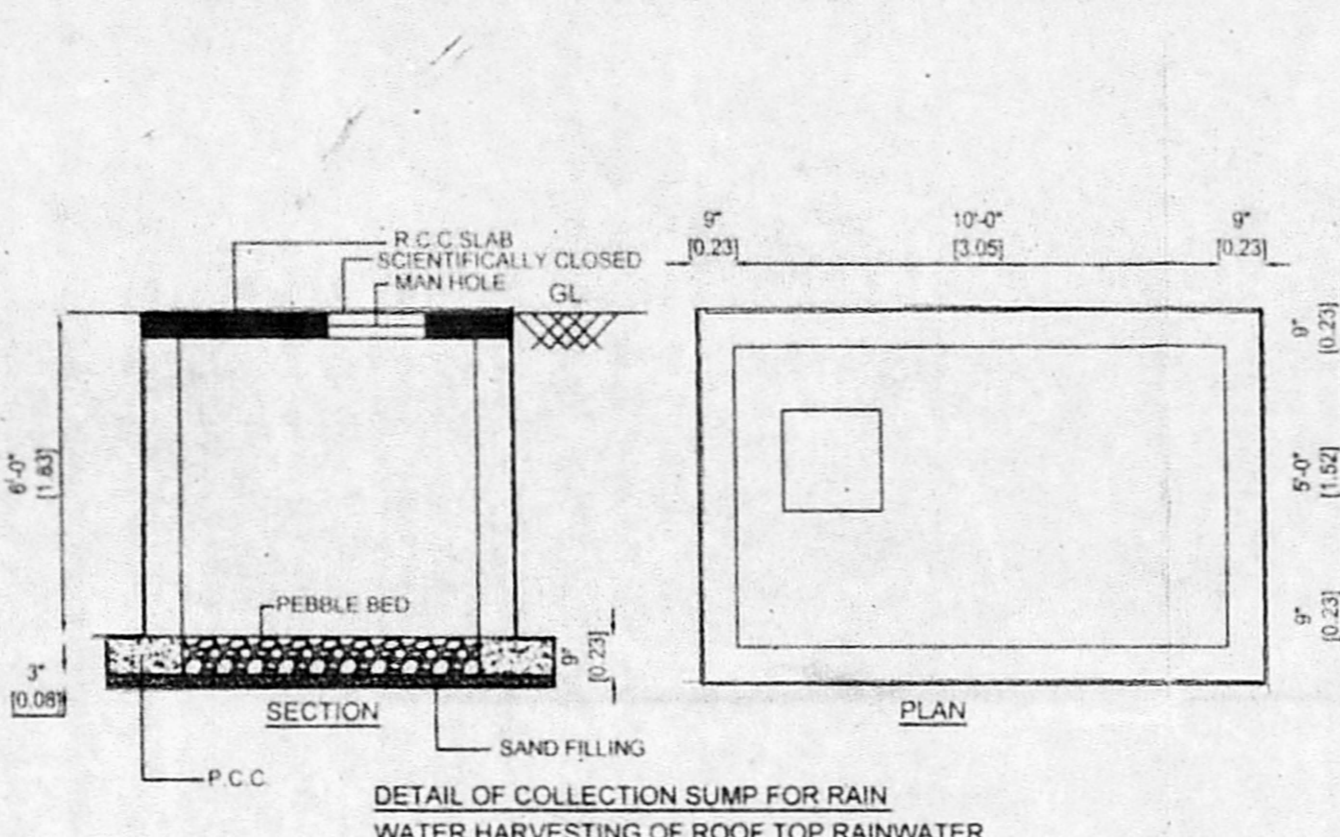 9" 10'-0" 9"
[0.23] [3.05] [0.23]
R.C.C SLAB
SCIENTIFICALLY CLOSED
MAN HOLE
GL
9"
[0.23]
6'-0"
[1.83]
5'-0"
[1.52]
PEBBLE BED
9"
[0.23]
9"
[0.23]
3"
[0.08]
SECTION
PLAN
SAND FILLING
P.C.C.
DETAIL OF COLLECTION SUMP FOR RAIN
WATER HARVESTING OF ROOF TOP RAINWATER